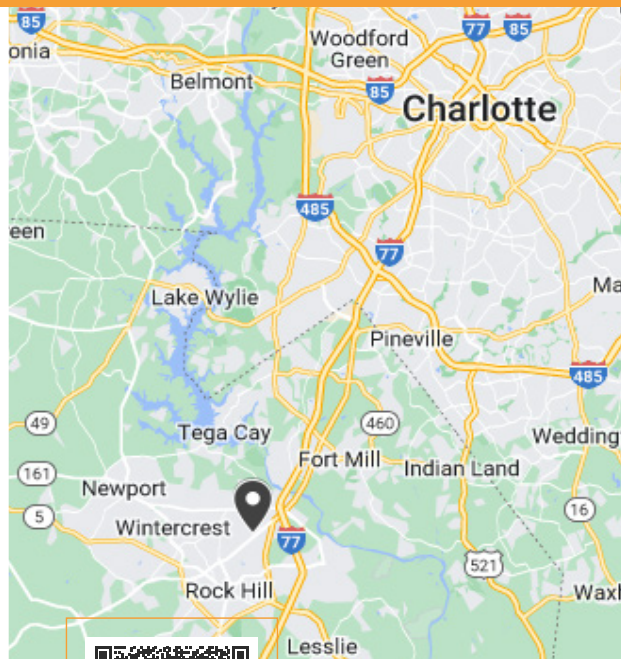 85
77
85
Woodford
Green
onia
Belmont
85
Charlotte
485
een
77
Lake Wylie
Ma
Pineville
485
49
460
Tega Cay
Wedding
Fort Mill
Indian Land
161
Newport
16
5
Wintercrest
77
521
Rock Hill
Waxh
Lesslie